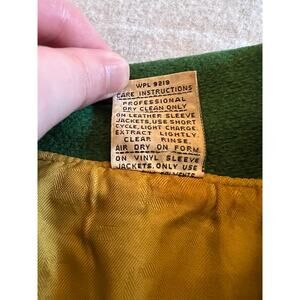 WPL 9219
CARE INSTRUCTIONS
PROFESSIONAL
DRY CLEAN ONLY
ON LEATHER SLEEVE
JACKETS, USE SHORT
CYCLE, LIGHT CHARGE.
EXTRACT LIGHTLY.
CLEAR RINSE.
AIR DRY ON FORM
ON VINYL SLEEVE
JACKETS, ONLY USE
SOLVENTS